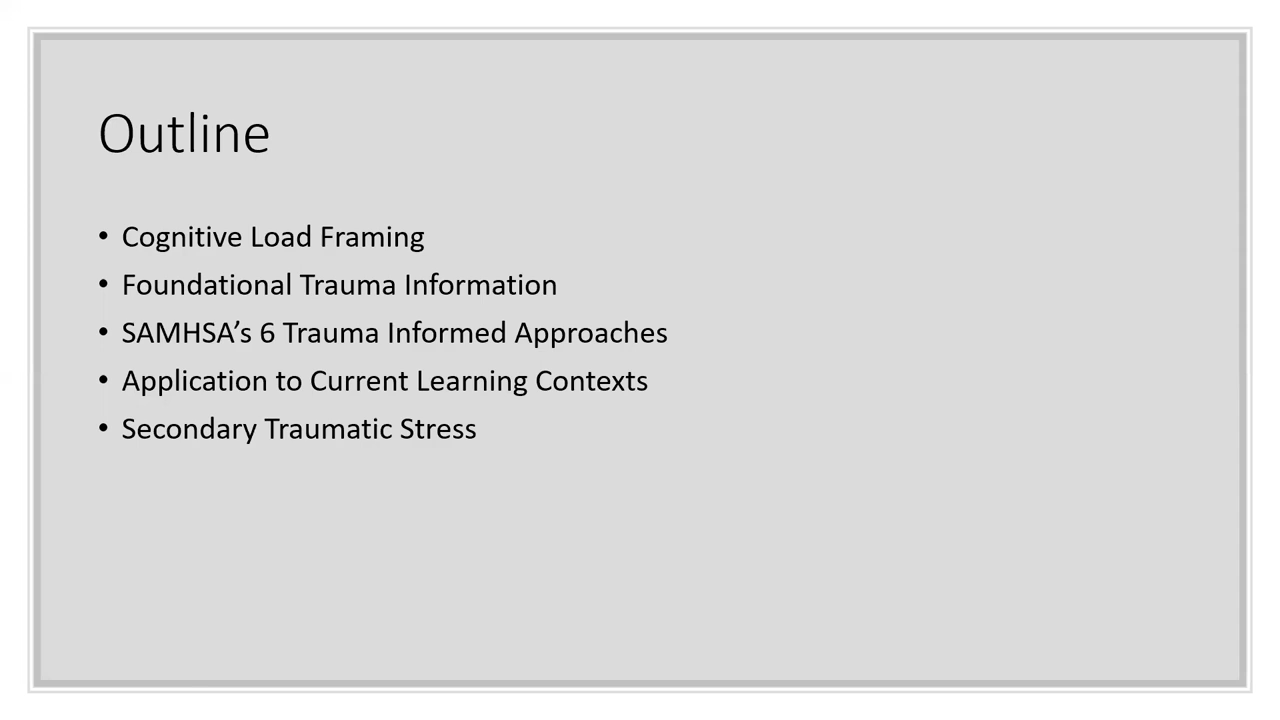 Outline
• Cognitive Load Framing
• Foundational Trauma Information
• SAMHSA’s 6 Trauma Informed Approaches
• Application to Current Learning Contexts
• Secondary Traumatic Stress